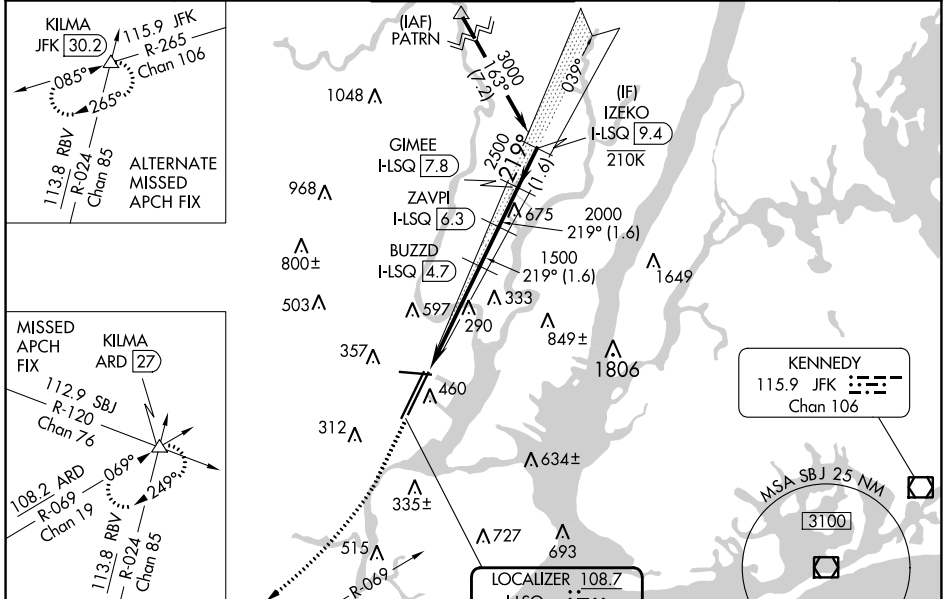 KILMA
JFK 30.2
115.9 JFK
R-265
Chan 106
085°
265°
113.8 RBV
R-024
Chan 85
ALTERNATE
MISSED
APCH FIX
(IAF)
PATRN
3000
163°
(7.2)
039°
(IF)
IZEKO
I-LSQ 9.4
210K
1048
GIMEE
I-LSQ 7.8
2500
219°
(1.6)
968
ZAVPI
I-LSQ 6.3
675
2000
219° (1.6)
800±
BUZZD
I-LSQ 4.7
1500
219° (1.6)
1649
503
597
333
290
849±
357
1806
460
312
634±
335±
727
693
515
R-069
MISSED
APCH
FIX
KILMA
ARD 27
112.9 SBJ
R-120
Chan 76
108.2 ARD
R-069
Chan 19
069°
249°
113.8 RBV
R-024
Chan 85
KENNEDY
115.9 JFK
Chan 106
MSA SBJ 25 NM
3100
LOCALIZER 108.7
I-LSQ